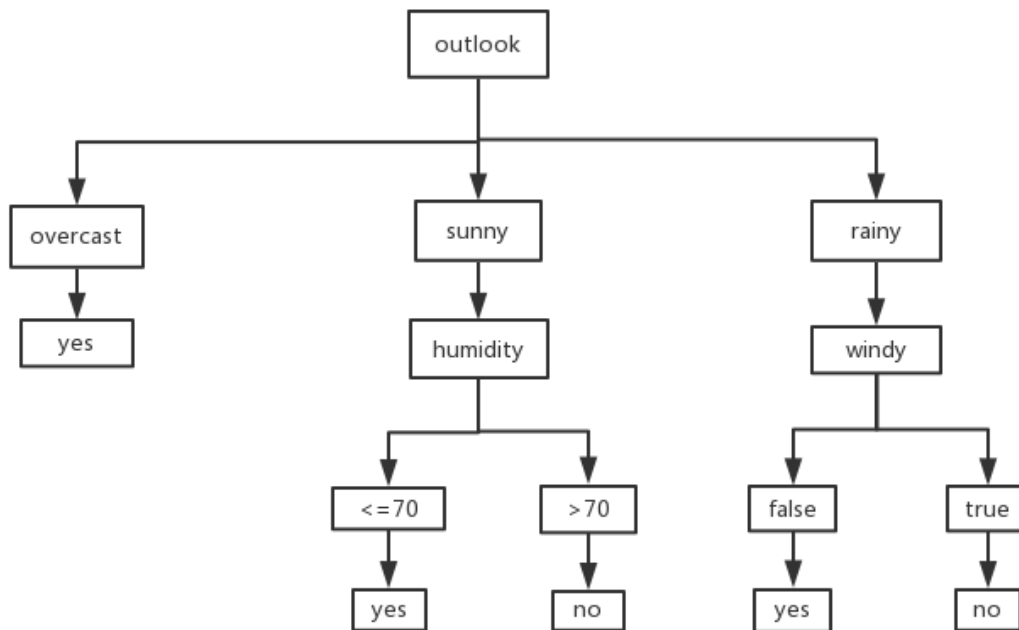 outlook
overcast
sunny
rainy
yes
humidity
windy
<=70
>70
false
true
yes
no
yes
no